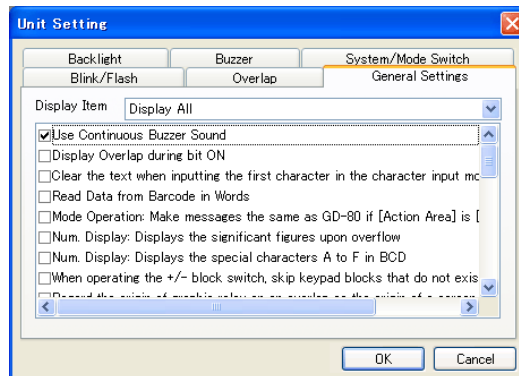 Unit Setting
Backlight Buzzer System/Mode Switch
Blink/Flash Overlap General Settings
Display Item Display All
Use Continuous Buzzer Sound
Display Overlap during bit ON
Clear the text when inputting the first character in the character input mo
Read Data from Barcode in Words
Mode Operation: Make messages the same as GD-80 if [Action Area] is [
Num. Display: Displays the significant figures upon overflow
Num. Display: Displays the special characters A to F in BCD
When operating the +/- block switch, skip keypad blocks that do not exis
OK Cancel